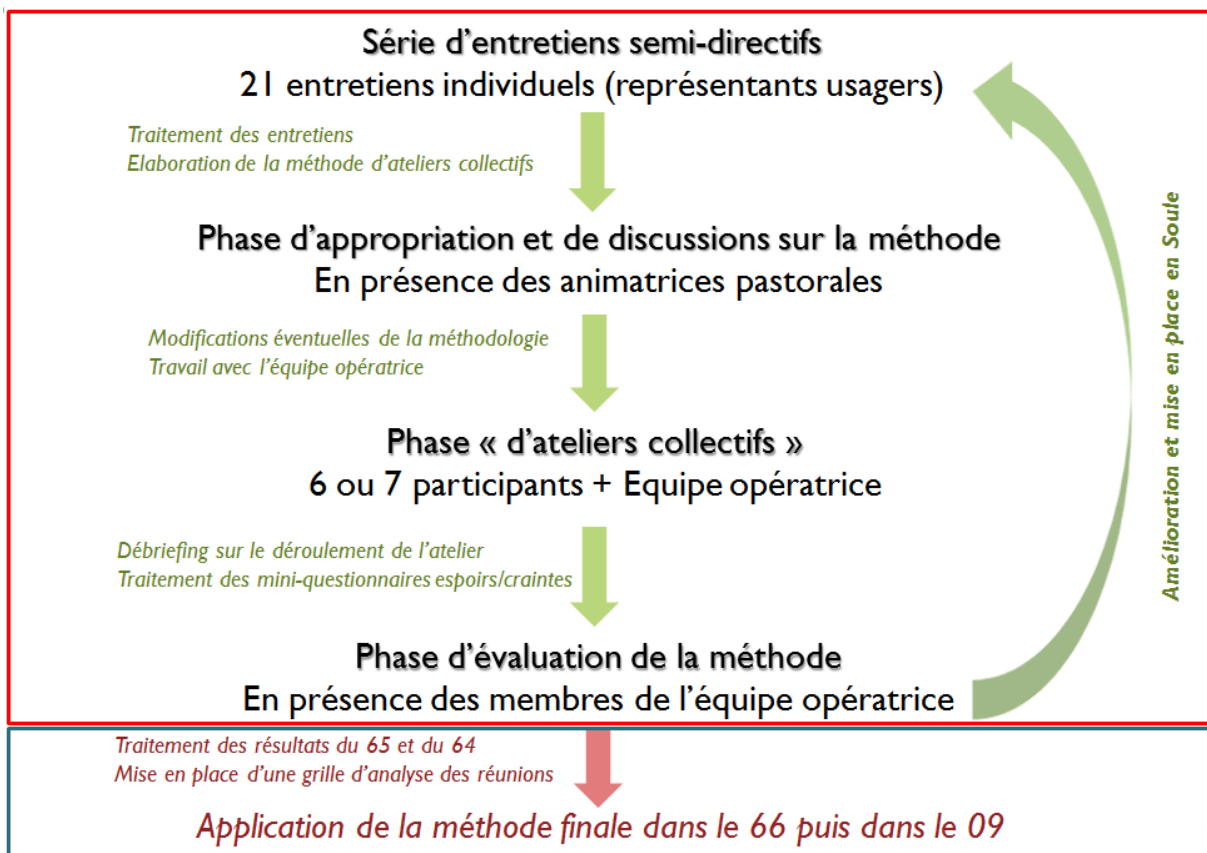 Série d'entretiens semi-directifs
21 entretiens individuels (représentants usagers)
Traitement des entretiens
Elaboration de la méthode d'ateliers collectifs
Phase d'appropriation et de discussions sur la méthode
En présence des animatrices pastorales
Modifications éventuelles de la méthodologie
Travail avec l'équipe opératrice
Phase « d'ateliers collectifs »
6 ou 7 participants + Equipe opératrice
Débriefing sur le déroulement de l'atelier
Traitement des mini-questionnaires espoirs/craintes
Phase d'évaluation de la méthode
En présence des membres de l'équipe opératrice
Amélioration et mise en place en Soule
Traitement des résultats du 65 et du 64
Mise en place d'une grille d'analyse des réunions
Application de la méthode finale dans le 66 puis dans le 09